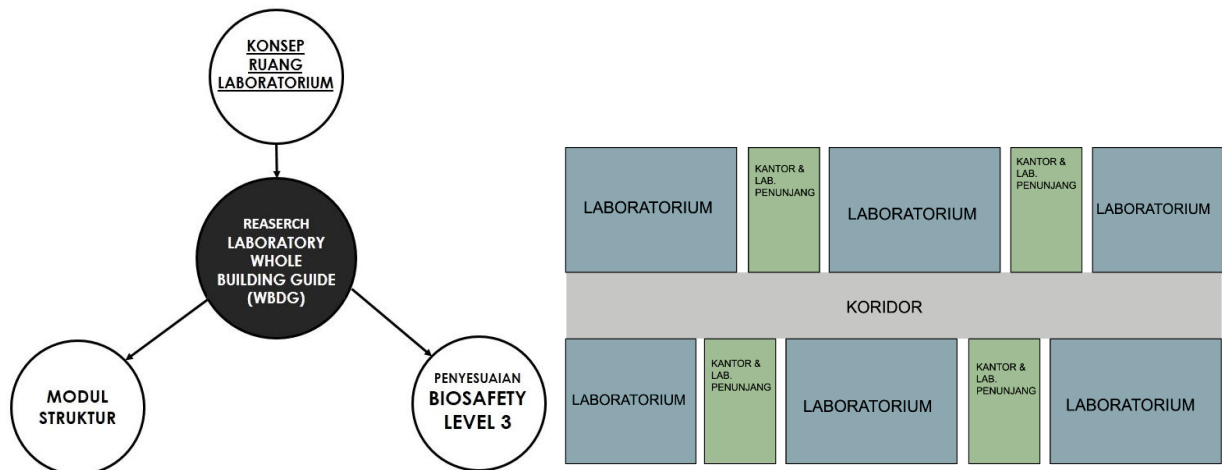 KONSEP
RUANG
LABORATORIUM
REASERCH
LABORATORY
WHOLE
BUILDING GUIDE
(WBDG)
MODUL
STRUKTUR
PENYESUAIAN
BIOSAFETY
LEVEL 3
LABORATORIUM
KANTOR &
LAB.
PENUNJANG
LABORATORIUM
KANTOR &
LAB.
PENUNJANG
LABORATORIUM
KORIDOR
LABORATORIUM
KANTOR &
LAB.
PENUNJANG
LABORATORIUM
KANTOR &
LAB.
PENUNJANG
LABORATORIUM